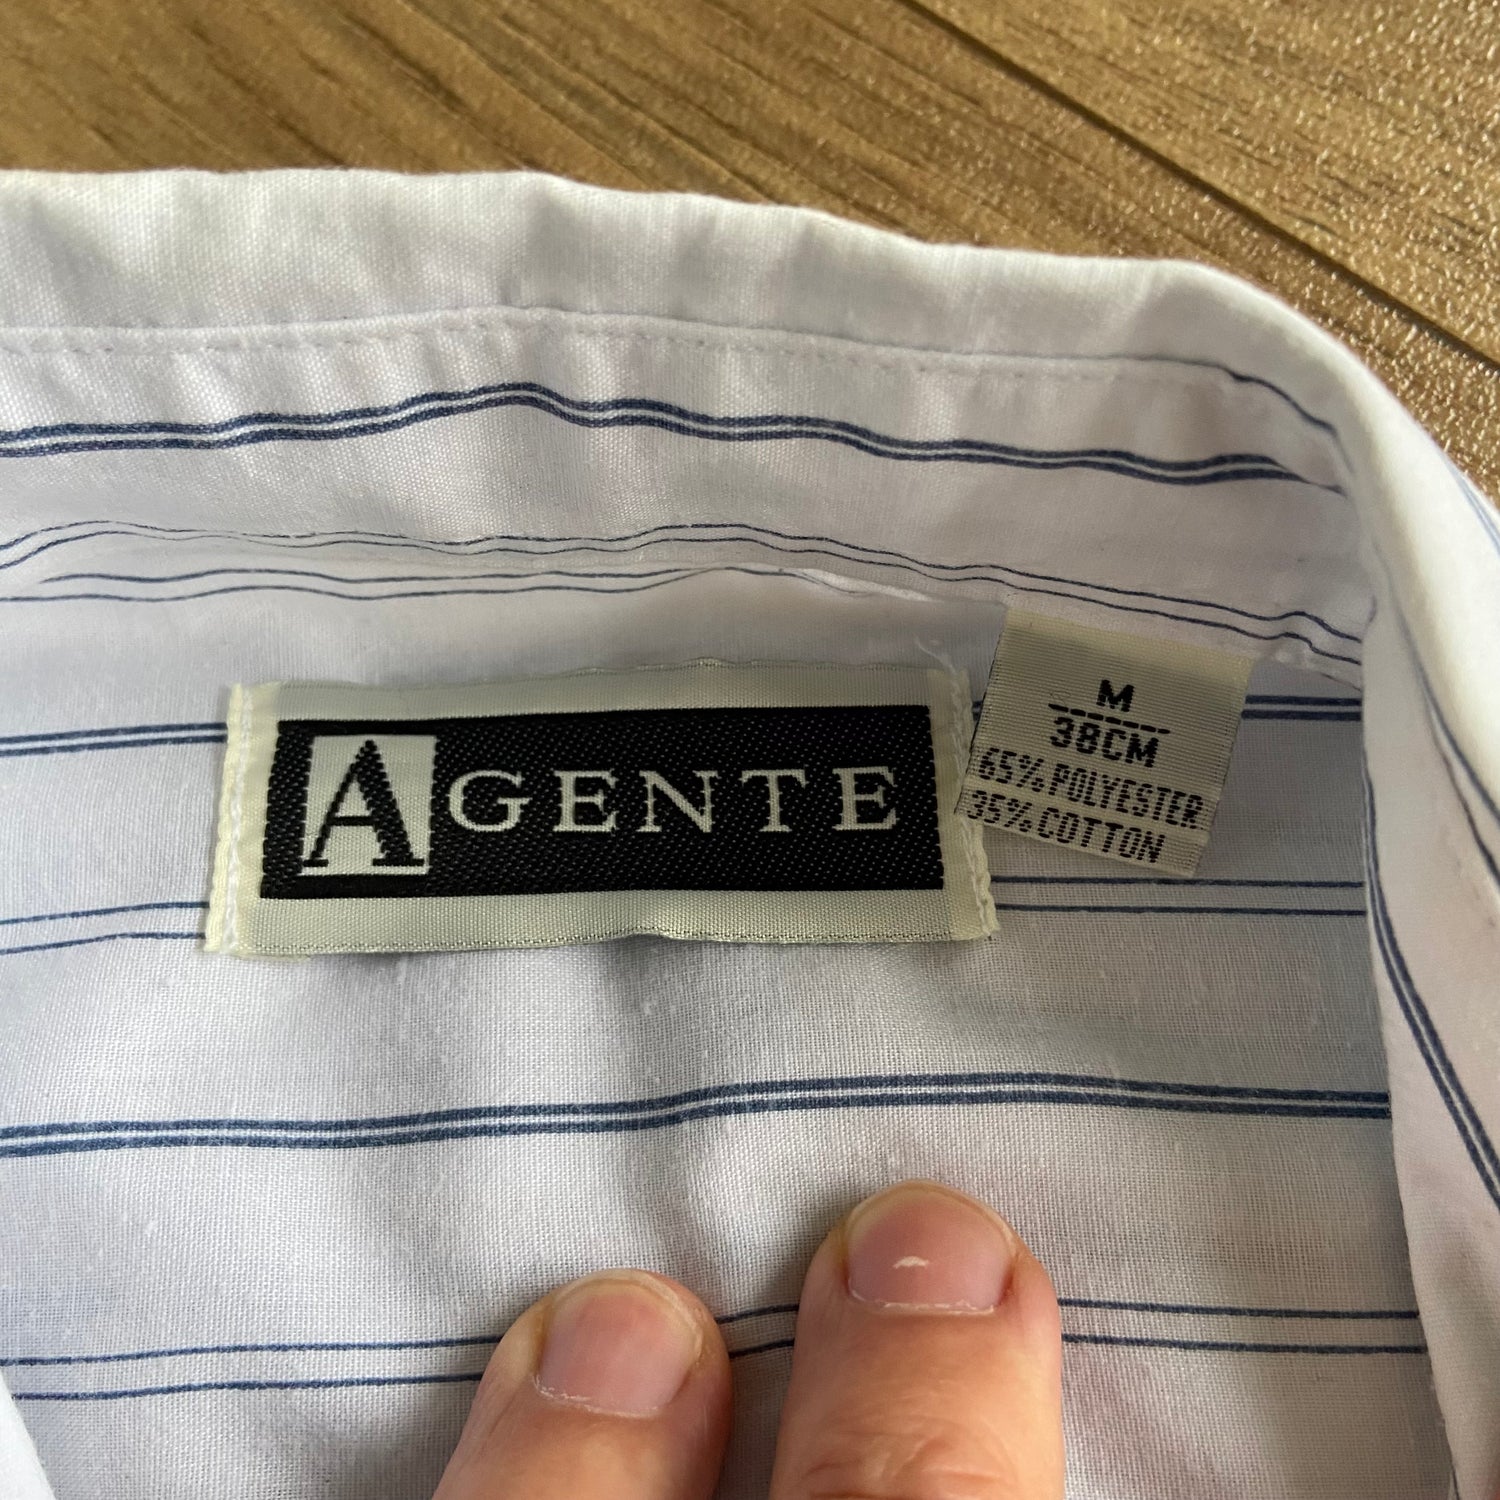 AGENTE
M
38CM
65% POLYESTER
35% COTTON